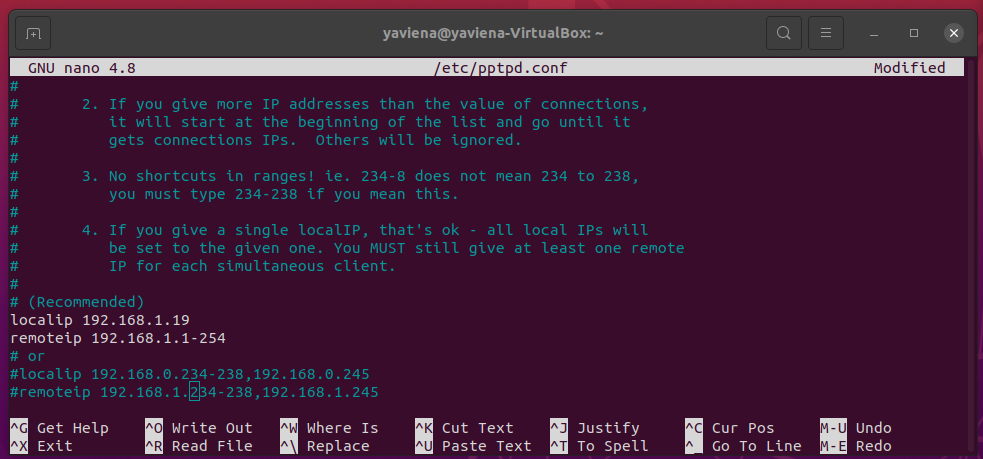 yaviena@yaviena-VirtualBox: ~
GNU nano 4.8 /etc/pptpd.conf Modified
#
# 2. If you give more IP addresses than the value of connections,
# it will start at the beginning of the list and go until it
# gets connections IPs. Others will be ignored.
#
# 3. No shortcuts in ranges! ie. 234-8 does not mean 234 to 238,
# you must type 234-238 if you mean this.
#
# 4. If you give a single localIP, that's ok - all local IPs will
# be set to the given one. You MUST still give at least one remote
# IP for each simultaneous client.
#
# (Recommended)
localip 192.168.1.19
remoteip 192.168.1.1-254
# or
#localip 192.168.0.234-238,192.168.0.245
#remoteip 192.168.1.234-238,192.168.1.245
^G Get Help ^O Write Out ^W Where Is ^K Cut Text ^J Justify ^C Cur Pos M-U Undo
^X Exit ^R Read File ^\ Replace ^U Paste Text ^T To Spell ^_ Go To Line M-E Redo